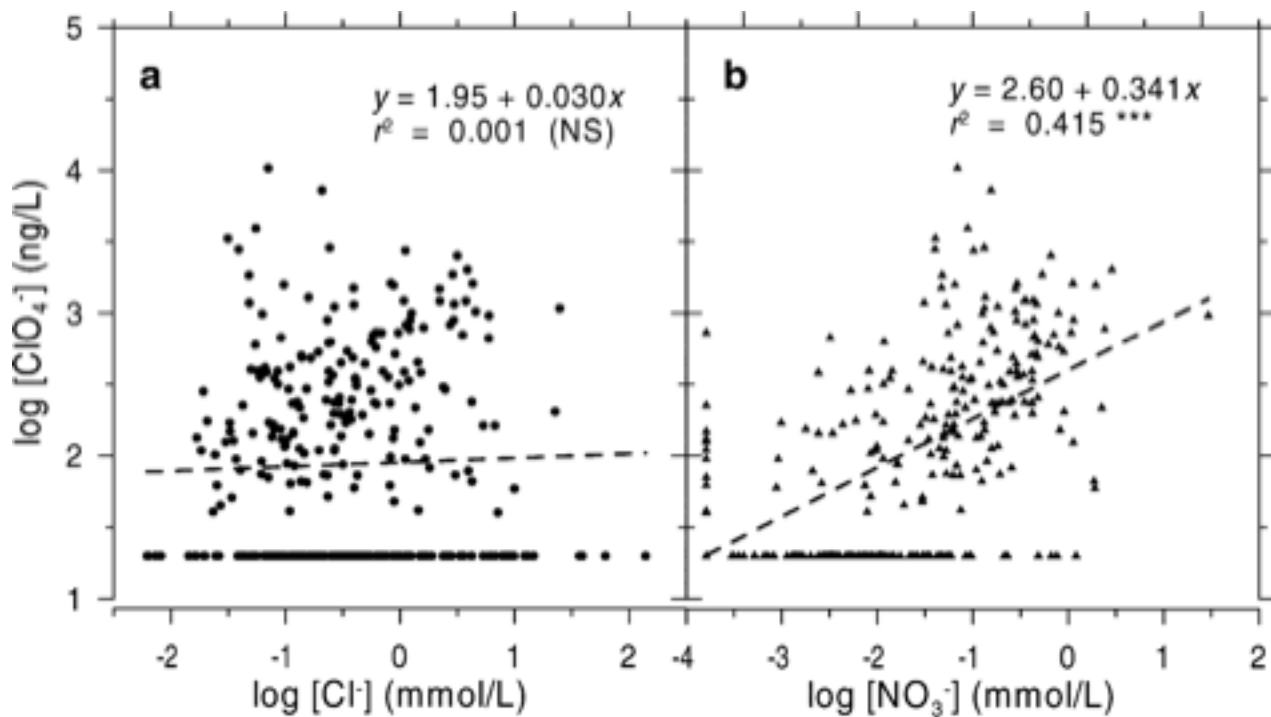 5
4
3
2
1
log [ClO₄⁻] (ng/L)
a
y = 1.95 + 0.030x
r² = 0.001 (NS)
-2 -1 0 1 2
log [Cl⁻] (mmol/L)
b
y = 2.60 + 0.341x
r² = 0.415 ***
-4 -3 -2 -1 0 1 2
log [NO₃⁻] (mmol/L)